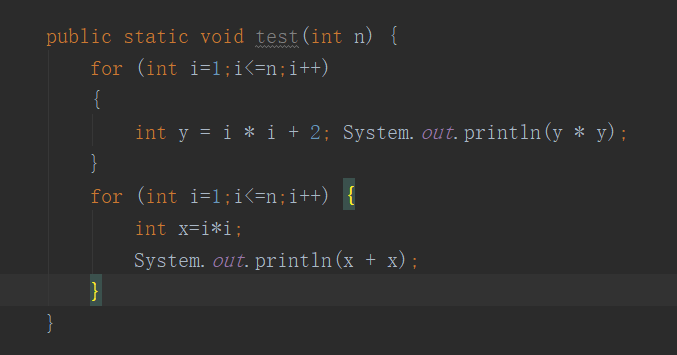 public static void test(int n) {
for (int i=1;i<=n;i++)
{
int y = i * i + 2; System.out.println(y * y);
}
for (int i=1;i<=n;i++) {
int x=i*i;
System.out.println(x + x);
}
}